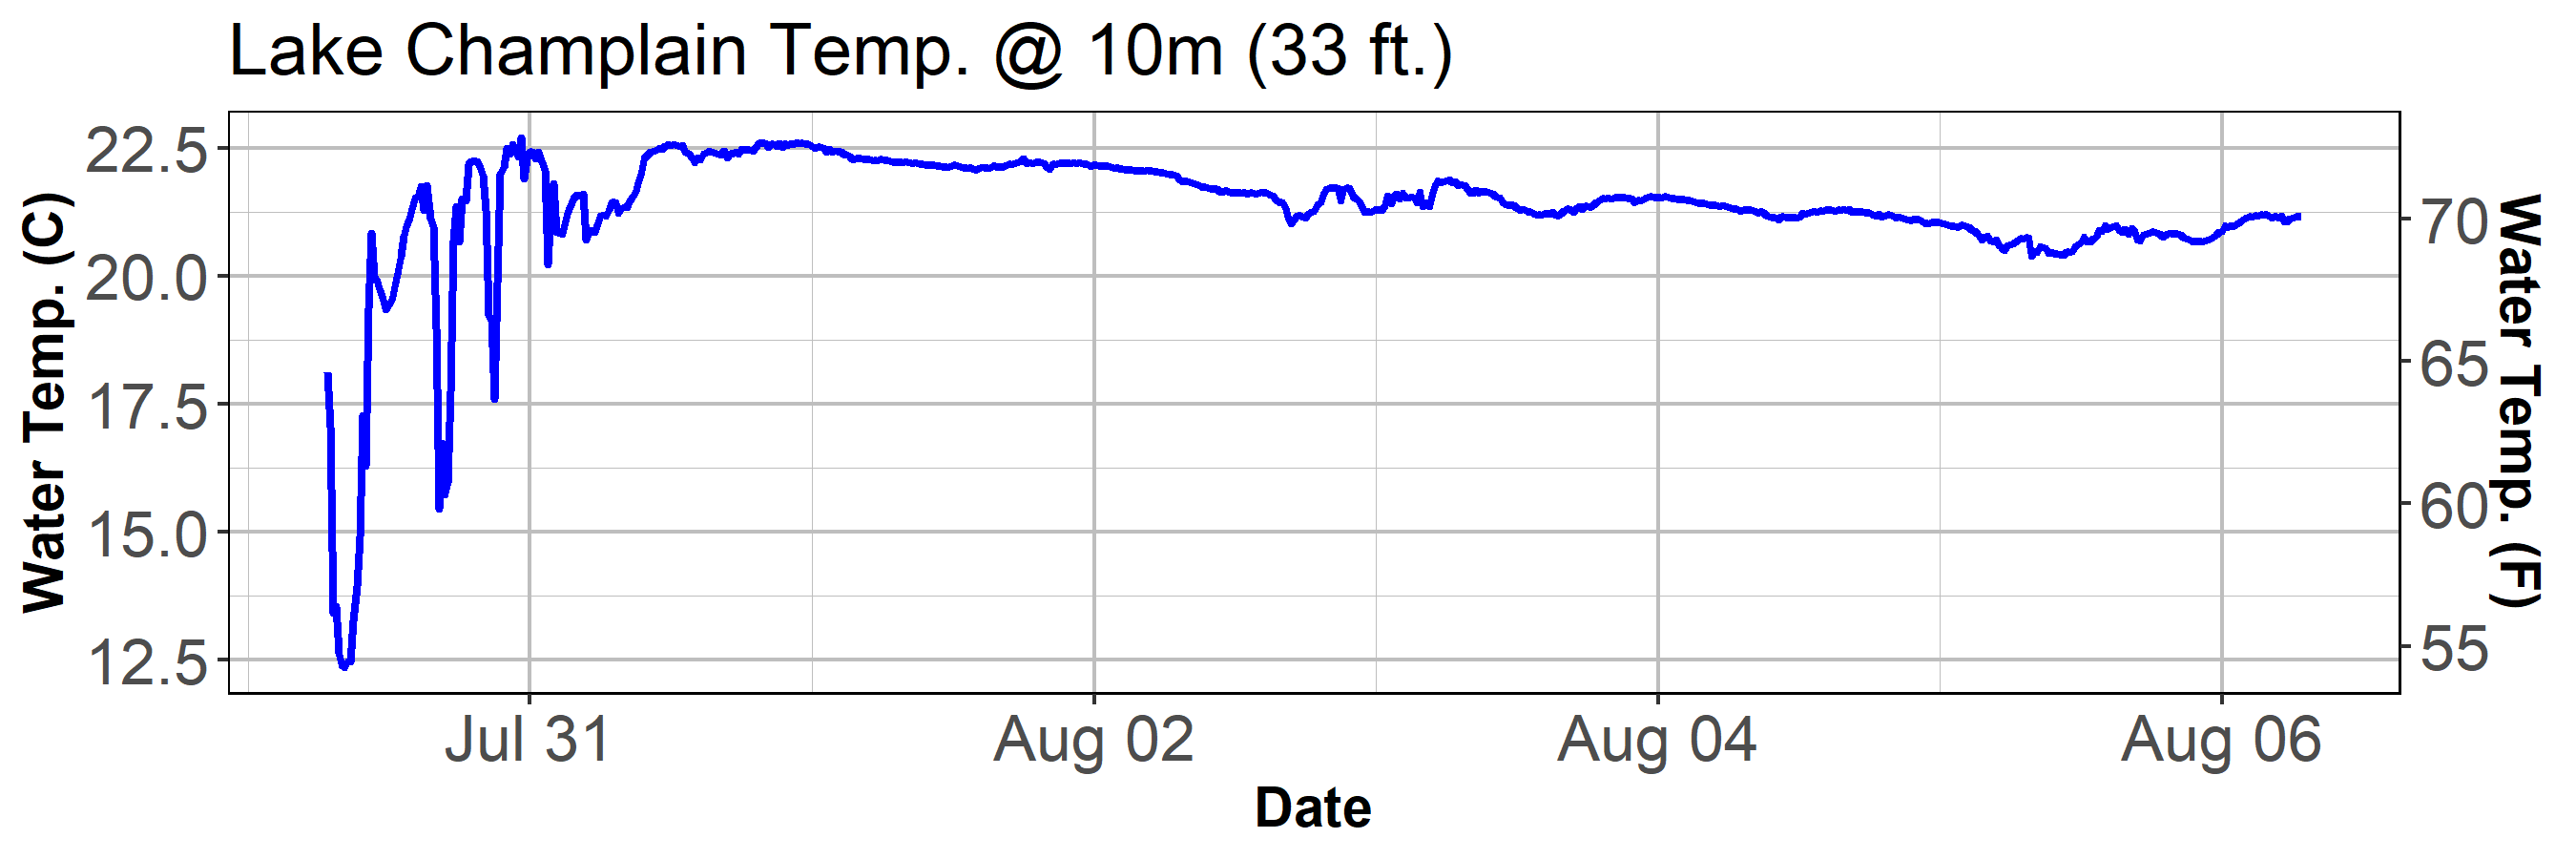 Lake Champlain Temp. @ 10m (33 ft.)
Water Temp. (C)
22.5
20.0
17.5
15.0
12.5
70
65
60
55
Water Temp. (F)
Jul 31
Aug 02
Aug 04
Aug 06
Date